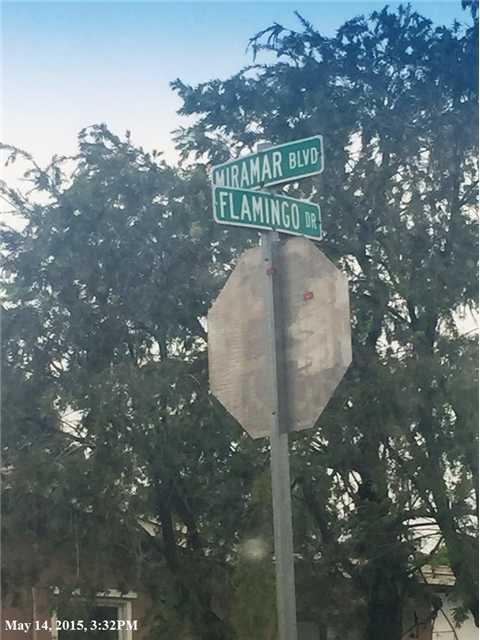 MIRAMAR BLVD
FLAMINGO DR
May 14, 2015, 3:32PM